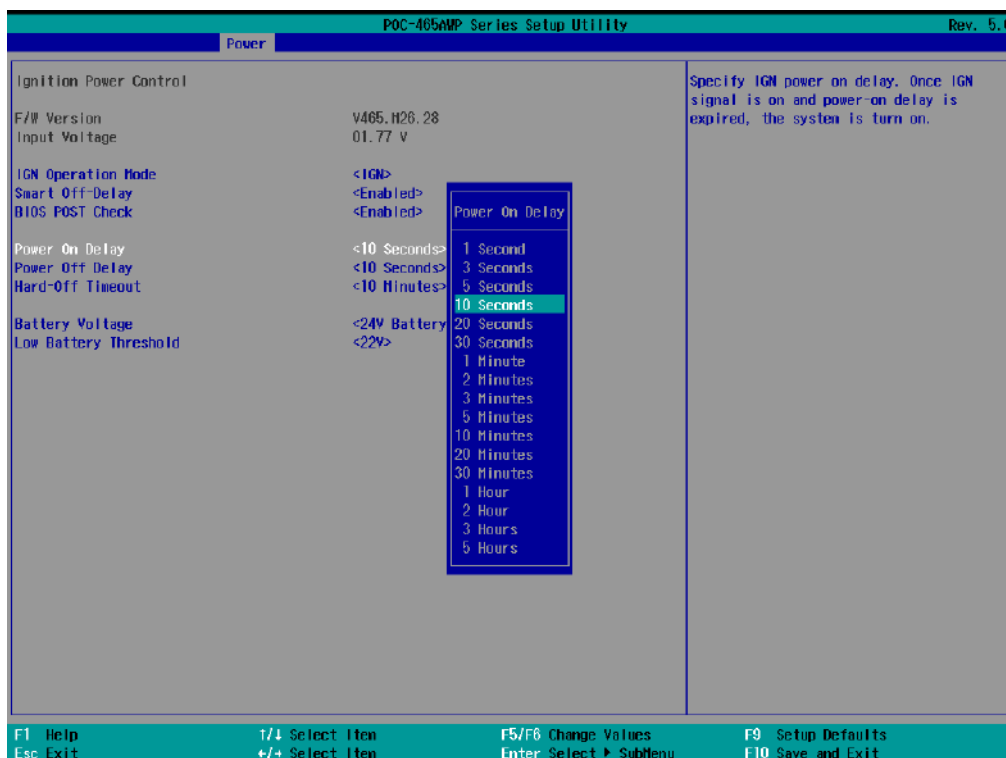 POC-465AWP Series Setup Utility Rev. 5.
Power
Ignition Power Control
F/W Version V465.M26.28
Input Voltage 01.77 V
IGN Operation Mode <IGN>
Smart Off-Delay <Enabled>
BIOS POST Check <Enabled>
Power On Delay <10 Seconds>
Power Off Delay <10 Seconds>
Hard-Off Timeout <10 Minutes>
Battery Voltage <24V Battery
Low Battery Threshold <22V>
Power On Delay
1 Second
3 Seconds
5 Seconds
10 Seconds
20 Seconds
30 Seconds
1 Minute
2 Minutes
3 Minutes
5 Minutes
10 Minutes
20 Minutes
30 Minutes
1 Hour
2 Hour
3 Hours
5 Hours
Specify IGN power on delay. Once IGN
signal is on and power-on delay is
expired, the system is turn on.
F1 Help ↑/↓ Select Item F5/F6 Change Values F9 Setup Defaults
Esc Exit ←/→ Select Item Enter Select ▶ SubMenu F10 Save and Exit